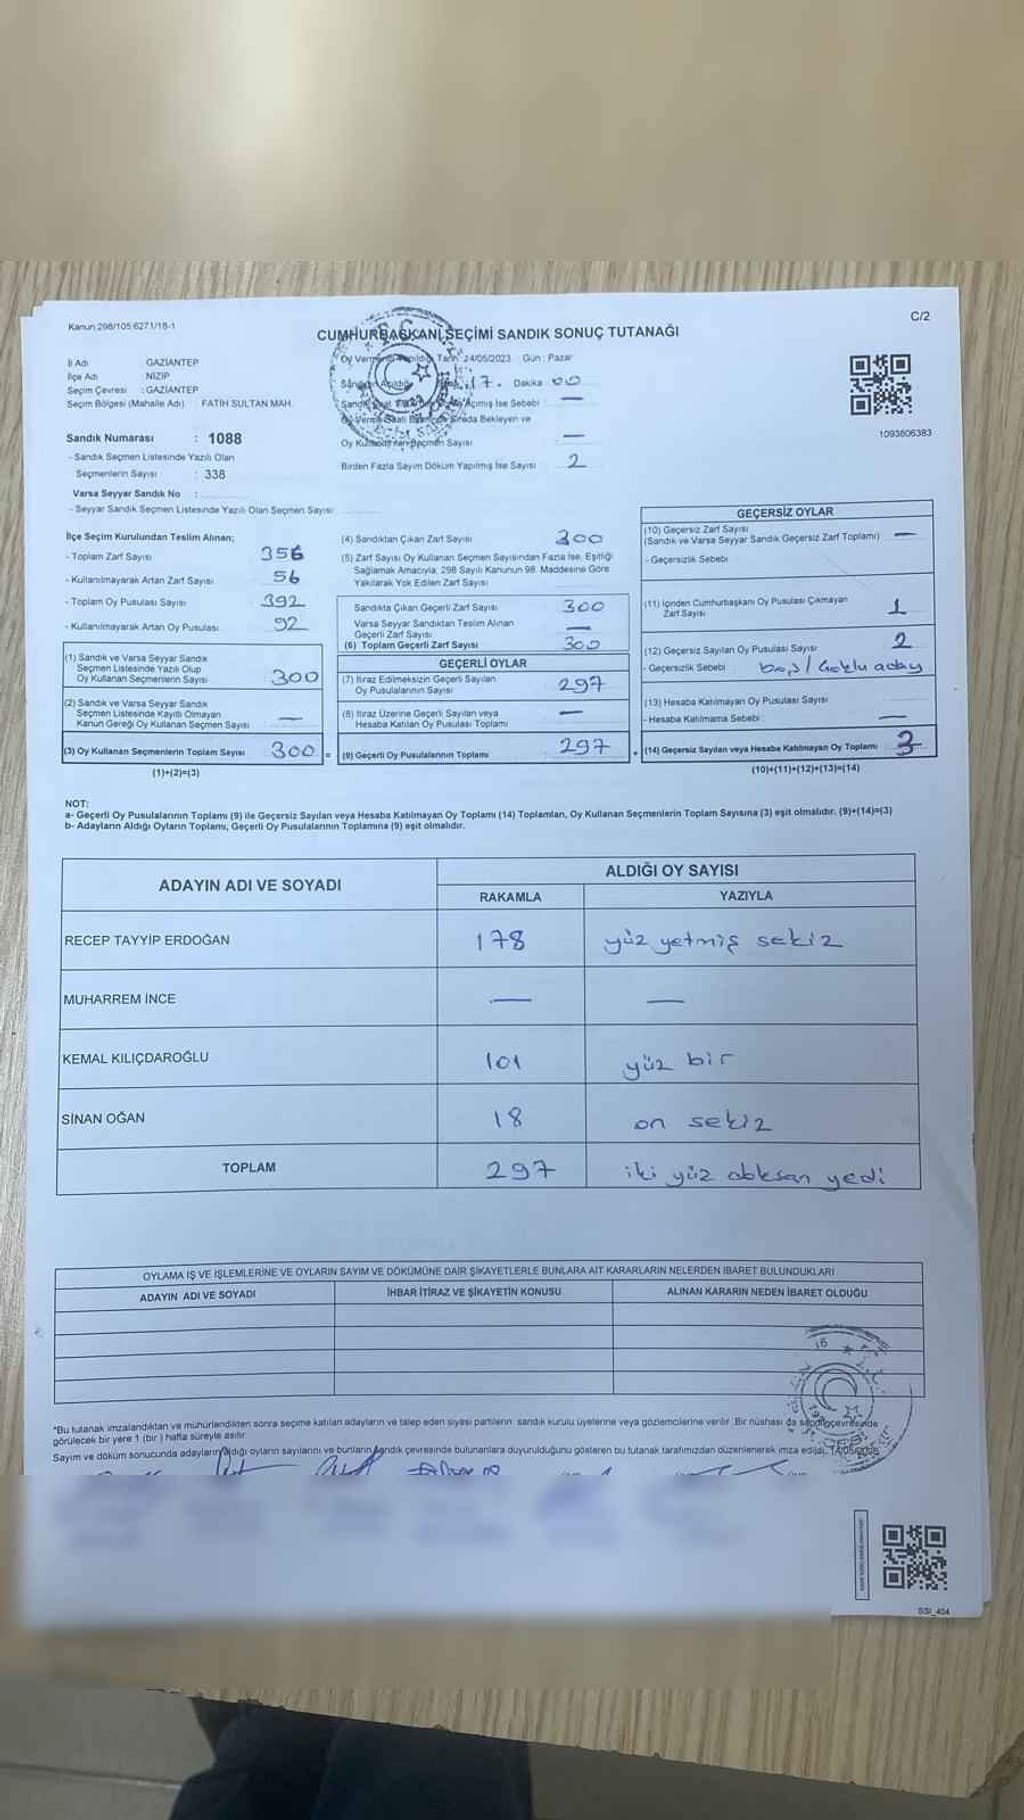 Kanun:298/105 6271/18-1
C/2
CUMHURBAŞKANI SEÇİMİ SANDIK SONUÇ TUTANAĞI
İl Adı GAZİANTEP
İlçe Adı NİZİP
Seçim Çevresi : GAZİANTEP
Seçim Bölgesi (Mahalle Adı) FATİH SULTAN MAH.
Sandık Numarası : 1088
- Sandık Seçmen Listesinde Yazılı Olan
Seçmenlerin Sayısı : 338
Varsa Seyyar Sandık No :
- Seyyar Sandık Seçmen Listesinde Yazılı Olan Seçmen Sayısı
Tarih: 14/05/2023 Gün : Pazar
17. Dakika 00
Açmış İse Sebebi : —
Sırada Bekleyen ve
Oy Kullandırılan Seçmen Sayısı —
Birden Fazla Sayım Döküm Yapılmış İse Sayısı 2
1093806383
İlçe Seçim Kurulundan Teslim Alınan;
- Toplam Zarf Sayısı 356
- Kullanılmayarak Artan Zarf Sayısı 56
- Toplam Oy Pusulası Sayısı 392
- Kullanılmayarak Artan Oy Pusulası 92
(1) Sandık ve Varsa Seyyar Sandık
Seçmen Listesinde Yazılı Olup
Oy Kullanan Seçmenlerin Sayısı 300
(2) Sandık ve Varsa Seyyar Sandık
Seçmen Listesinde Kayıtlı Olmayan
Kanun Gereği Oy Kullanan Seçmen Sayısı —
(3) Oy Kullanan Seçmenlerin Toplam Sayısı 300 =
(1)+(2)=(3)
(4) Sandıktan Çıkan Zarf Sayısı 300
(5) Zarf Sayısı Oy Kullanan Seçmen Sayısından Fazla İse, Eşitliği
Sağlamak Amacıyla, 298 Sayılı Kanunun 98. Maddesine Göre
Yakılarak Yok Edilen Zarf Sayısı
Sandıkta Çıkan Geçerli Zarf Sayısı 300
Varsa Seyyar Sandıktan Teslim Alınan
Geçerli Zarf Sayısı —
(6) Toplam Geçerli Zarf Sayısı 300
GEÇERLİ OYLAR
(7) İtiraz Edilmeksizin Geçerli Sayılan
Oy Pusulalarının Sayısı 297
(8) İtiraz Üzerine Geçerli Sayılan veya
Hesaba Katılan Oy Pusulası Toplamı —
(9) Geçerli Oy Pusulalarının Toplamı 297 +
GEÇERSİZ OYLAR
(10) Geçersiz Zarf Sayısı
(Sandık ve Varsa Seyyar Sandık Geçersiz Zarf Toplamı) —
- Geçersizlik Sebebi
(11) İçinden Cumhurbaşkanı Oy Pusulası Çıkmayan
Zarf Sayısı 1
(12) Geçersiz Sayılan Oy Pusulası Sayısı 2
- Geçersizlik Sebebi boş / Çoklu aday
(13) Hesaba Katılmayan Oy Pusulası Sayısı
- Hesaba Katılmama Sebebi —
(14) Geçersiz Sayılan veya Hesaba Katılmayan Oy Toplamı 3
(10)+(11)+(12)+(13)=(14)
NOT:
a- Geçerli Oy Pusulalarının Toplamı (9) ile Geçersiz Sayılan veya Hesaba Katılmayan Oy Toplamı (14) Toplamları, Oy Kullanan Seçmenlerin Toplam Sayısına (3) eşit olmalıdır. (9)+(14)=(3)
b- Adayların Aldığı Oyların Toplamı, Geçerli Oy Pusulalarının Toplamına (9) eşit olmalıdır.
ADAYIN ADI VE SOYADI
ALDIĞI OY SAYISI
RAKAMLA YAZIYLA
RECEP TAYYİP ERDOĞAN 178 yüz yetmiş sekiz
MUHARREM İNCE — —
KEMAL KILIÇDAROĞLU 101 yüz bir
SİNAN OĞAN 18 on sekiz
TOPLAM 297 iki yüz doksan yedi
OYLAMA İŞ VE İŞLEMLERİNE VE OYLARIN SAYIM VE DÖKÜMÜNE DAİR ŞİKAYETLERLE BUNLARA AİT KARARLARIN NELERDEN İBARET BULUNDUKLARI
ADAYIN ADI VE SOYADI İHBAR İTİRAZ VE ŞİKAYETİN KONUSU ALINAN KARARIN NEDEN İBARET OLDUĞU
*Bu tutanak imzalandıktan ve mühürlendikten sonra seçime katılan adayların ve talep eden siyasi partilerin sandık kurulu üyelerine veya gözlemcilerine verilir. Bir nüshası da sandık çevresinde
görülecek bir yere 1 (bir) hafta süreyle asılır.
Sayım ve döküm sonucunda adayların aldığı oyların sayılarını ve bunların sandık çevresinde bulunanlara duyurulduğunu gösteren bu tutanak tarafımızdan düzenlenerek imza edildi. 14/05/2023
SSI_454